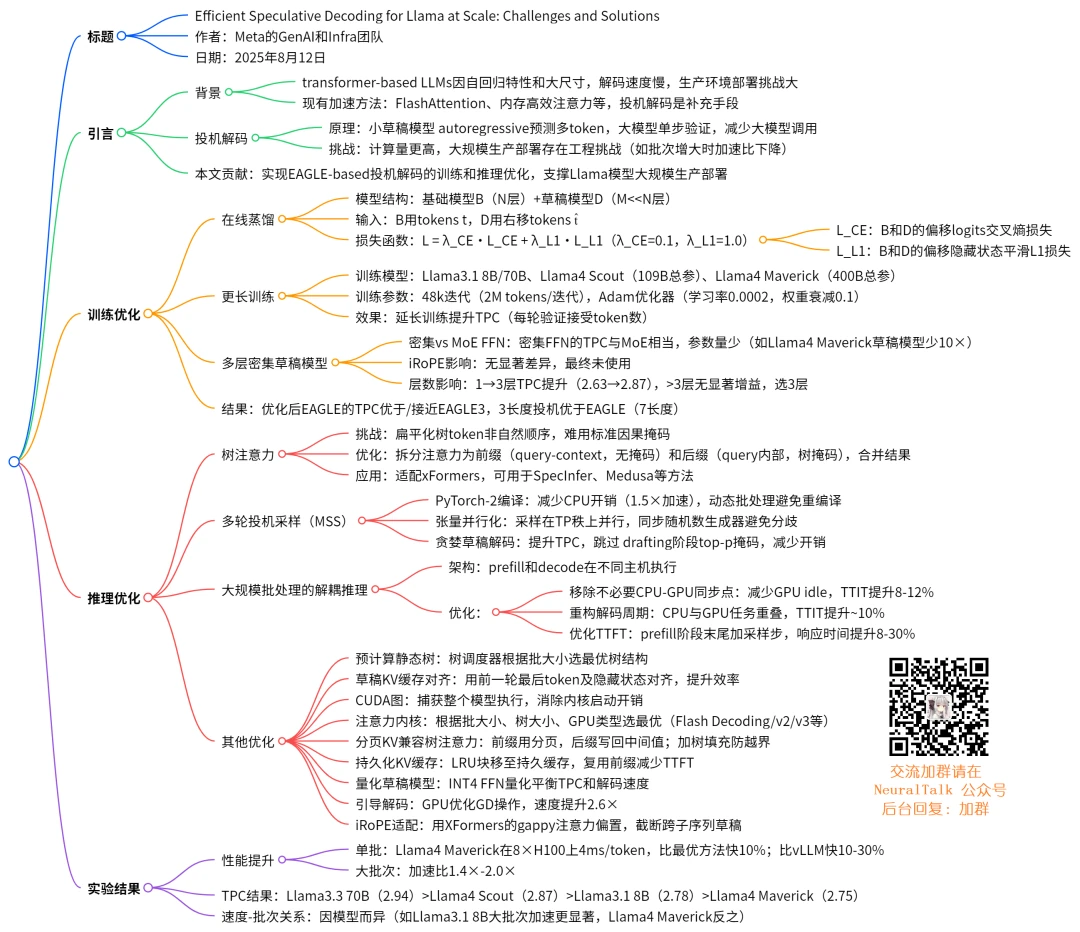 标题
Efficient Speculative Decoding for Llama at Scale: Challenges and Solutions
作者：Meta的GenAI和Infra团队
日期：2025年8月12日
引言
背景
transformer-based LLMs因自回归特性和大尺寸，解码速度慢，生产环境部署挑战大
现有加速方法：FlashAttention、内存高效注意力等，投机解码是补充手段
投机解码
原理：小草稿模型 autoregressive预测多token，大模型单步验证，减少大模型调用
挑战：计算量更高，大规模生产部署存在工程挑战（如批次增大时加速比下降）
本文贡献：实现EAGLE-based投机解码的训练和推理优化，支撑Llama模型大规模生产部署
训练优化
在线蒸馏
模型结构：基础模型B（N层）+草稿模型D（M<<N层）
输入：B用tokens t，D用右移tokens t̂
损失函数：L = λ_CE・L_CE + λ_L1・L_L1（λ_CE=0.1，λ_L1=1.0）
L_CE：B和D的偏移logits交叉熵损失
L_L1：B和D的偏移隐藏状态平滑L1损失
更长训练
训练模型：Llama3.1 8B/70B、Llama4 Scout（109B总参）、Llama4 Maverick（400B总参）
训练参数：48k迭代（2M tokens/迭代），Adam优化器（学习率0.0002，权重衰减0.1）
效果：延长训练提升TPC（每轮验证接受token数）
多层密集草稿模型
密集vs MoE FFN：密集FFN的TPC与MoE相当，参数量少（如Llama4 Maverick草稿模型少10×）
iRoPE影响：无显著差异，最终未使用
层数影响：1→3层TPC提升（2.63→2.87），>3层无显著增益，选3层
结果：优化后EAGLE的TPC优于/接近EAGLE3，3长度投机优于EAGLE（7长度）
推理优化
树注意力
挑战：扁平化树token非自然顺序，难用标准因果掩码
优化：拆分注意力为前缀（query-context，无掩码）和后缀（query内部，树掩码），合并结果
应用：适配xFormers，可用于SpecInfer、Medusa等方法
多轮投机采样（MSS）
PyTorch-2编译：减少CPU开销（1.5×加速），动态批处理避免重编译
张量并行化：采样在TP秩上并行，同步随机数生成器避免分歧
贪婪草稿解码：提升TPC，跳过 drafting阶段top-p掩码，减少开销
大规模批处理的解耦推理
架构：prefill和decode在不同主机执行
优化：
移除不必要CPU-GPU同步点：减少GPU idle，TTIT提升8-12%
重构解码周期：CPU与GPU任务重叠，TTIT提升~10%
优化TTFT：prefill阶段末尾加采样步，响应时间提升8-30%
其他优化
预计算静态树：树调度器根据批大小选最优树结构
草稿KV缓存对齐：用前一轮最后token及隐藏状态对齐，提升效率
CUDA图：捕获整个模型执行，消除内核启动开销
注意力内核：根据批大小、树大小、GPU类型选最优（Flash Decoding/v2/v3等）
分页KV兼容树注意力：前缀用分页，后缀写回中间值；加树填充防越界
持久化KV缓存：LRU块移至持久缓存，复用前缀减少TTFT
量化草稿模型：INT4 FFN量化平衡TPC和解码速度
引导解码：GPU优化GD操作，速度提升2.6×
iRoPE适配：用XFormers的gappy注意力偏置，截断跨子序列草稿
交流加群请在
NeuralTalk 公众号
后台回复：加群
实验结果
性能提升
单批：Llama4 Maverick在8×H100上4ms/token，比最优方法快10%；比vLLM快10-30%
大批次：加速比1.4×-2.0×
TPC结果：Llama3.3 70B（2.94）>Llama4 Scout（2.87）>Llama3.1 8B（2.78）>Llama4 Maverick（2.75）
速度-批次关系：因模型而异（如Llama3.1 8B大批次加速更显著，Llama4 Maverick反之）